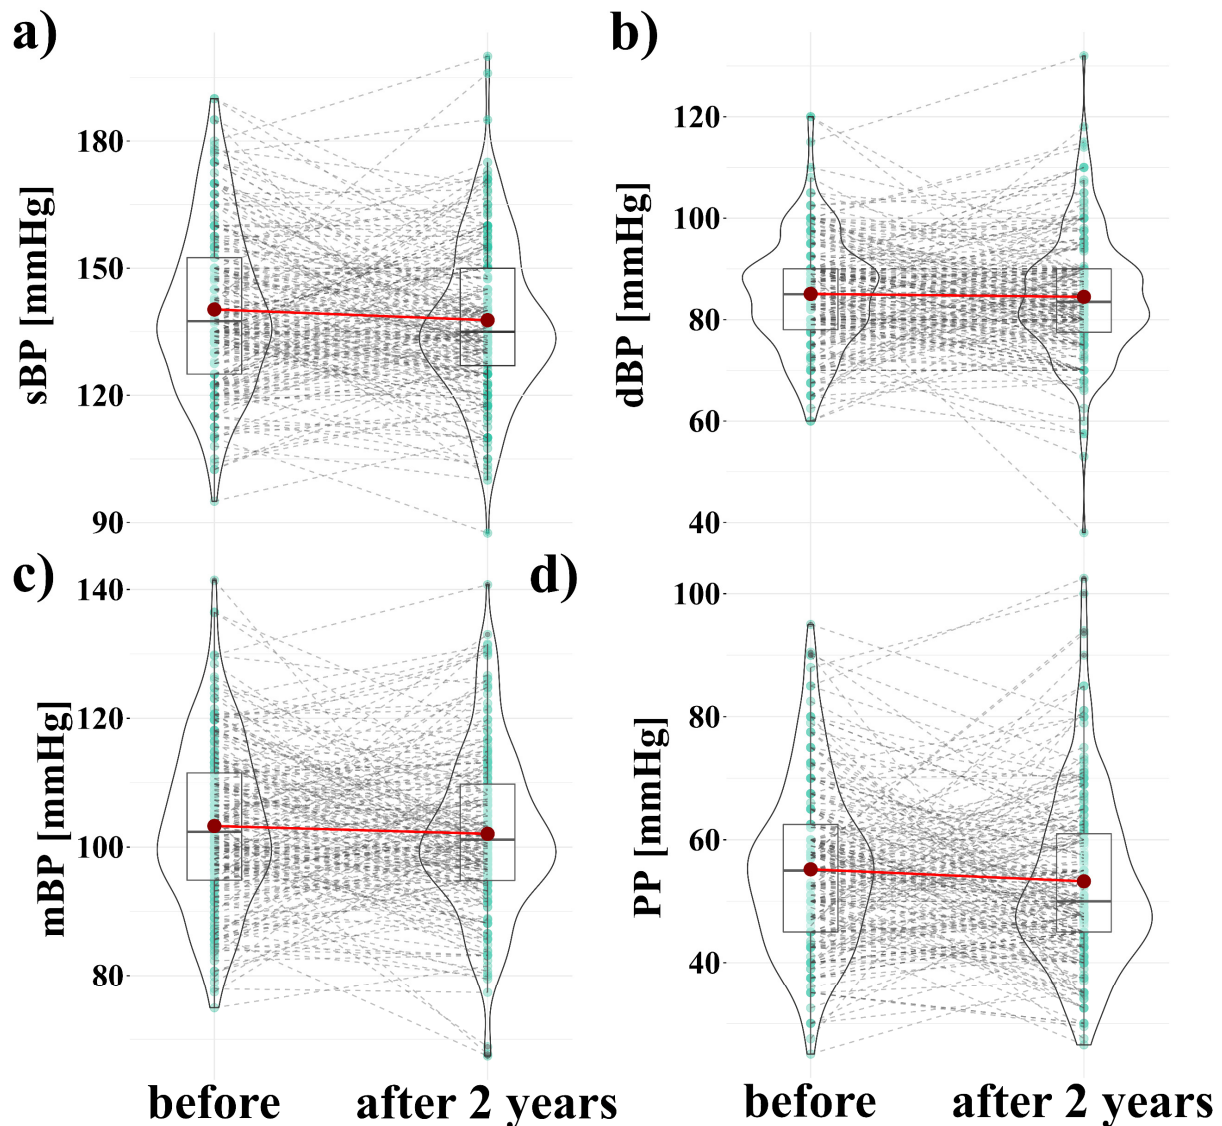 a)
sBP [mmHg]
180
150
120
90
b)
dBP [mmHg]
120
100
80
60
40
c)
mBP [mmHg]
140
120
100
80
before
after 2 years
d)
PP [mmHg]
100
80
60
40
before
after 2 years